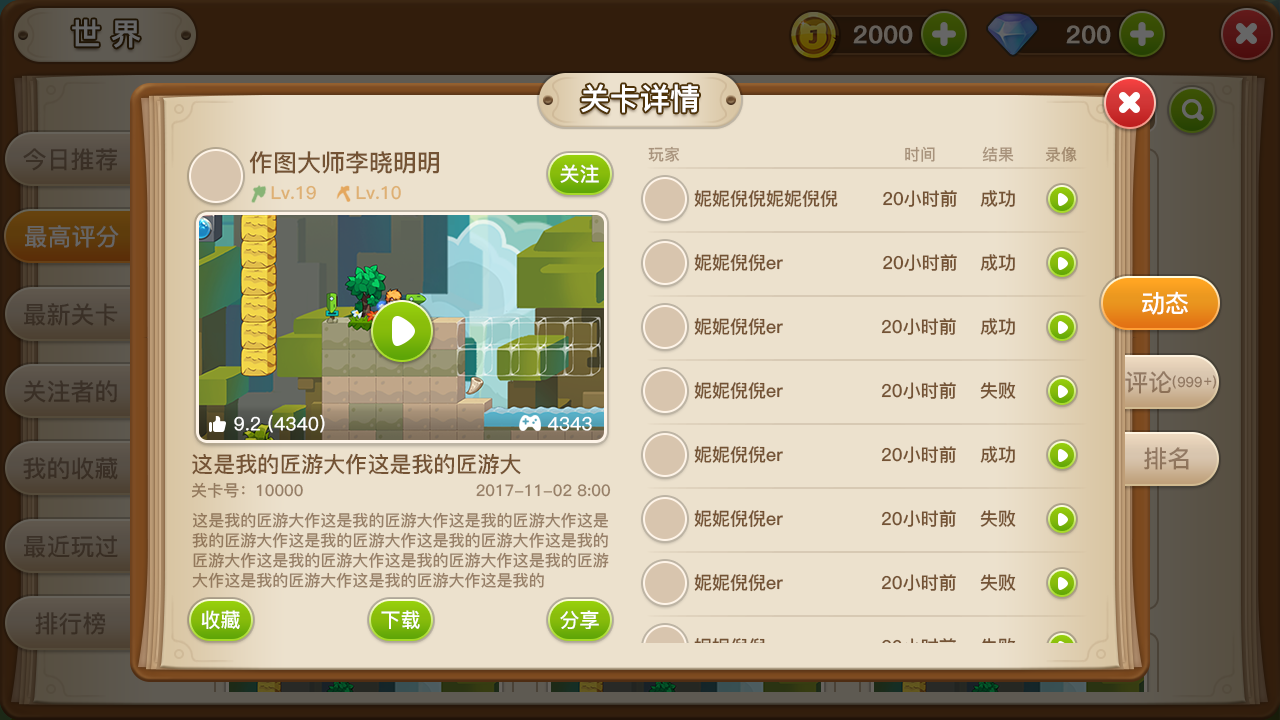 世界
2000
200
关卡详情
今日推荐
最高评分
最新关卡
关注者的
我的收藏
最近玩过
排行榜
作图大师李晓明明
Lv.19 Lv.10
关注
9.2 (4340)
4343
这是我的匠游大作这是我的匠游大
关卡号：10000
2017-11-02 8:00
这是我的匠游大作这是我的匠游大作这是我的匠游大作这是
我的匠游大作这是我的匠游大作这是我的匠游大作这是我的
匠游大作这是我的匠游大作这是我的匠游大作这是我的匠游
大作这是我的匠游大作我的匠游大作这是我的
收藏
下载
分享
玩家 时间 结果 录像
妮妮倪倪妮妮倪倪 20小时前 成功
妮妮倪倪er 20小时前 成功
妮妮倪倪er 20小时前 成功
妮妮倪倪er 20小时前 失败
妮妮倪倪er 20小时前 成功
妮妮倪倪er 20小时前 失败
妮妮倪倪er 20小时前 失败
动态
评论(999+)
排名